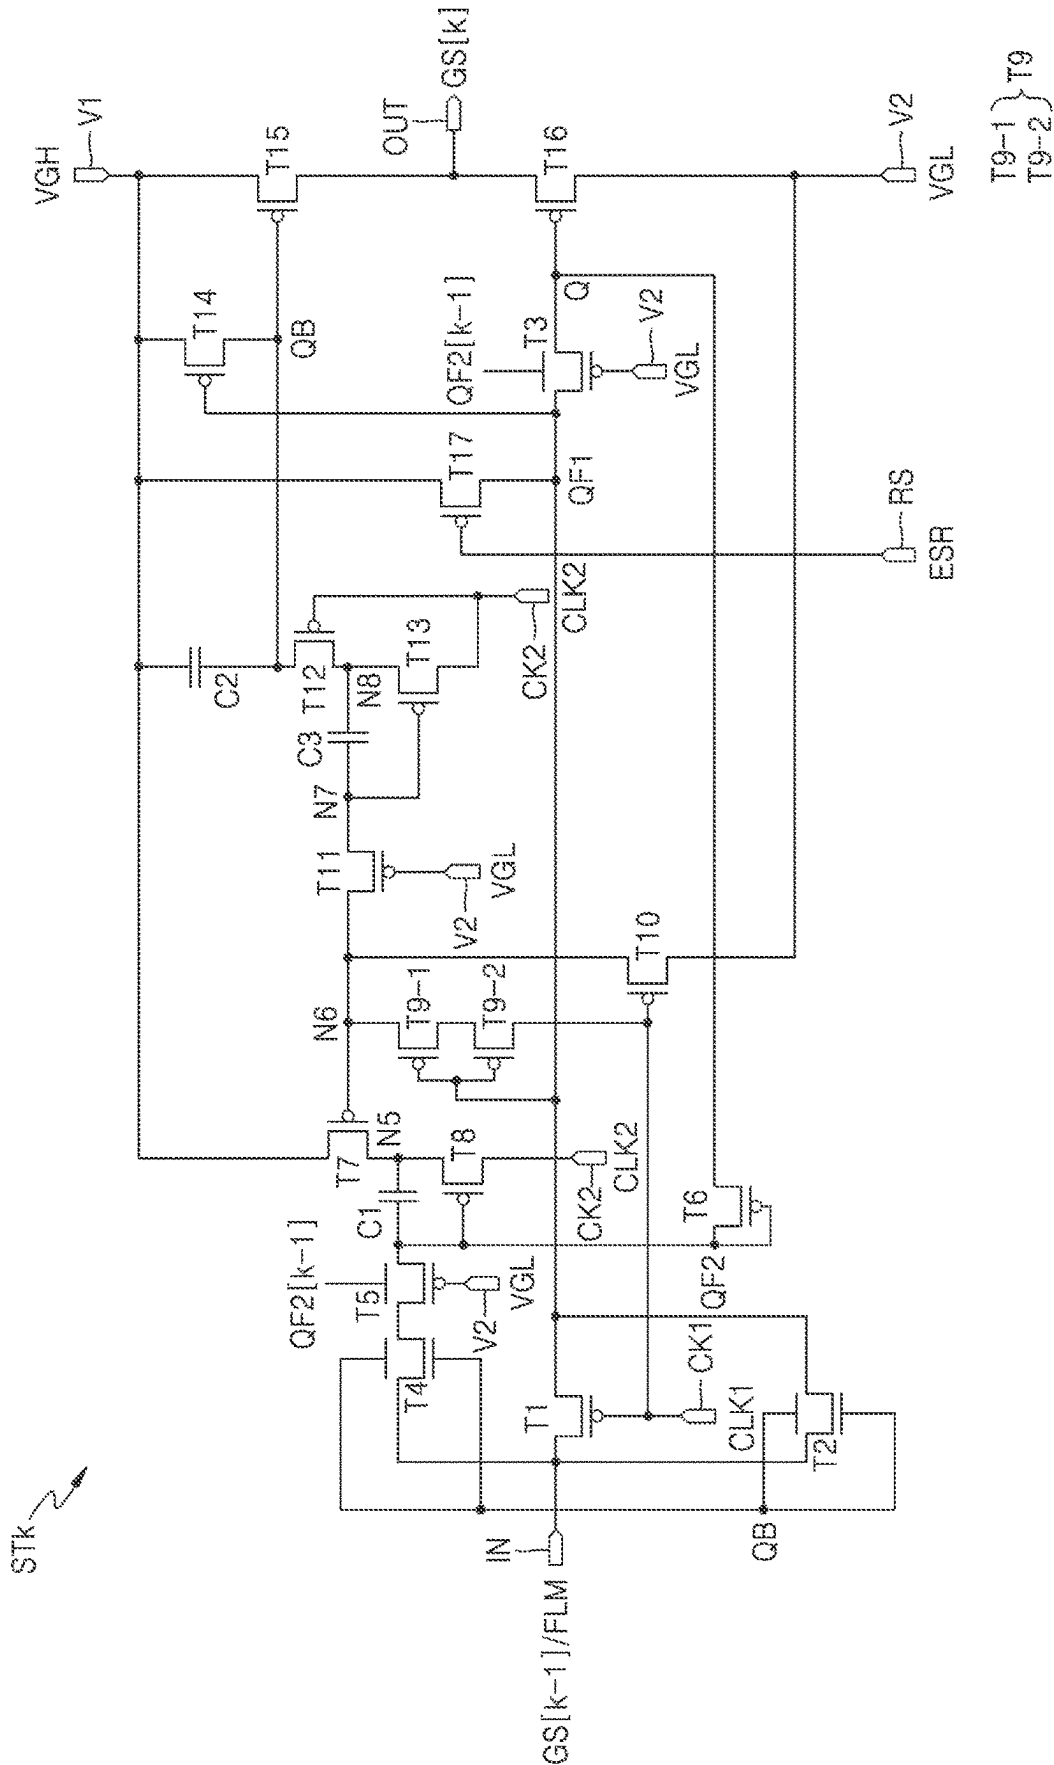 STk
VGH
V1
T15
OUT
GS[k]
T16
V2
VGL
T9-1
T9-2
T9
T14
QB
QF2[k-1]
T3
Q
V2
VGL
T17
QF1
RS
ESR
C2
T12
N8
T13
CK2
CLK2
C3
N7
T11
V2
VGL
N6
T9-1
T9-2
T10
T7
N5
T8
CK2
CLK2
C1
T6
QF2
QF2[k-1]
T5
V2
VGL
T4
T1
CK1
CLK1
T2
QB
IN
GS[k-1]/FLM